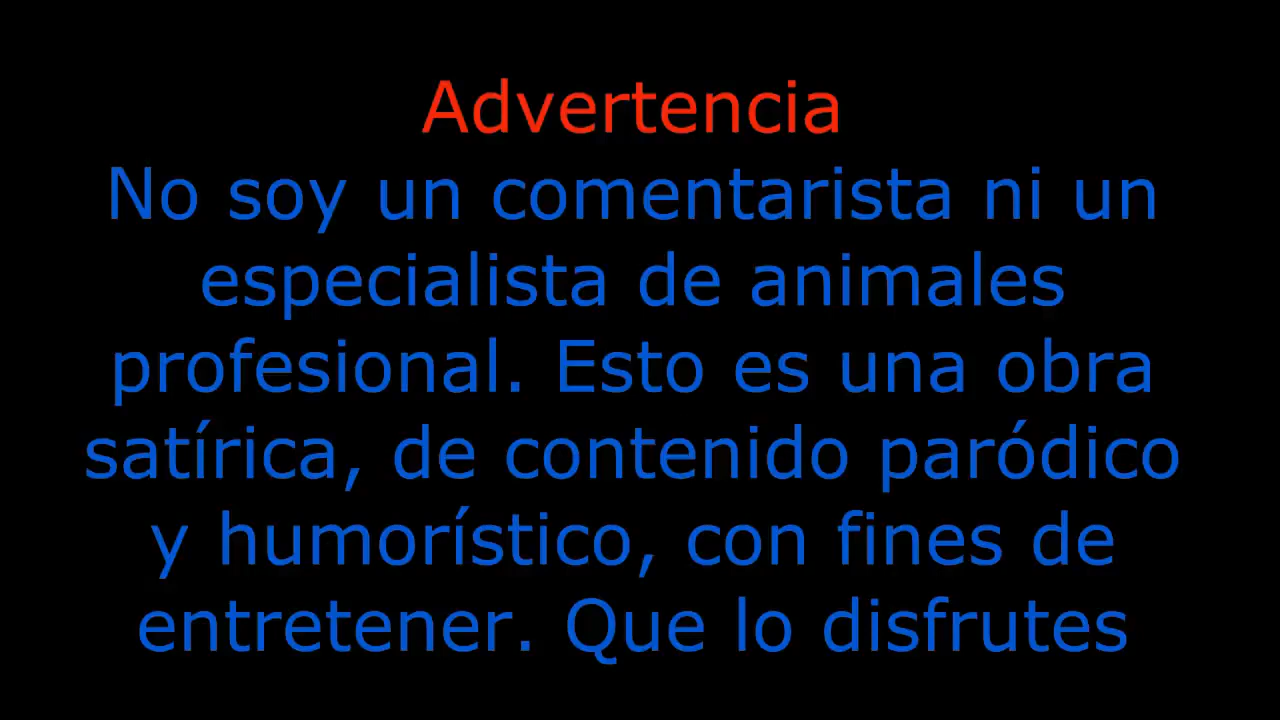 Advertencia
No soy un comentarista ni un
especialista de animales
profesional. Esto es una obra
satírica, de contenido paródico
y humorístico, con fines de
entretener. Que lo disfrutes